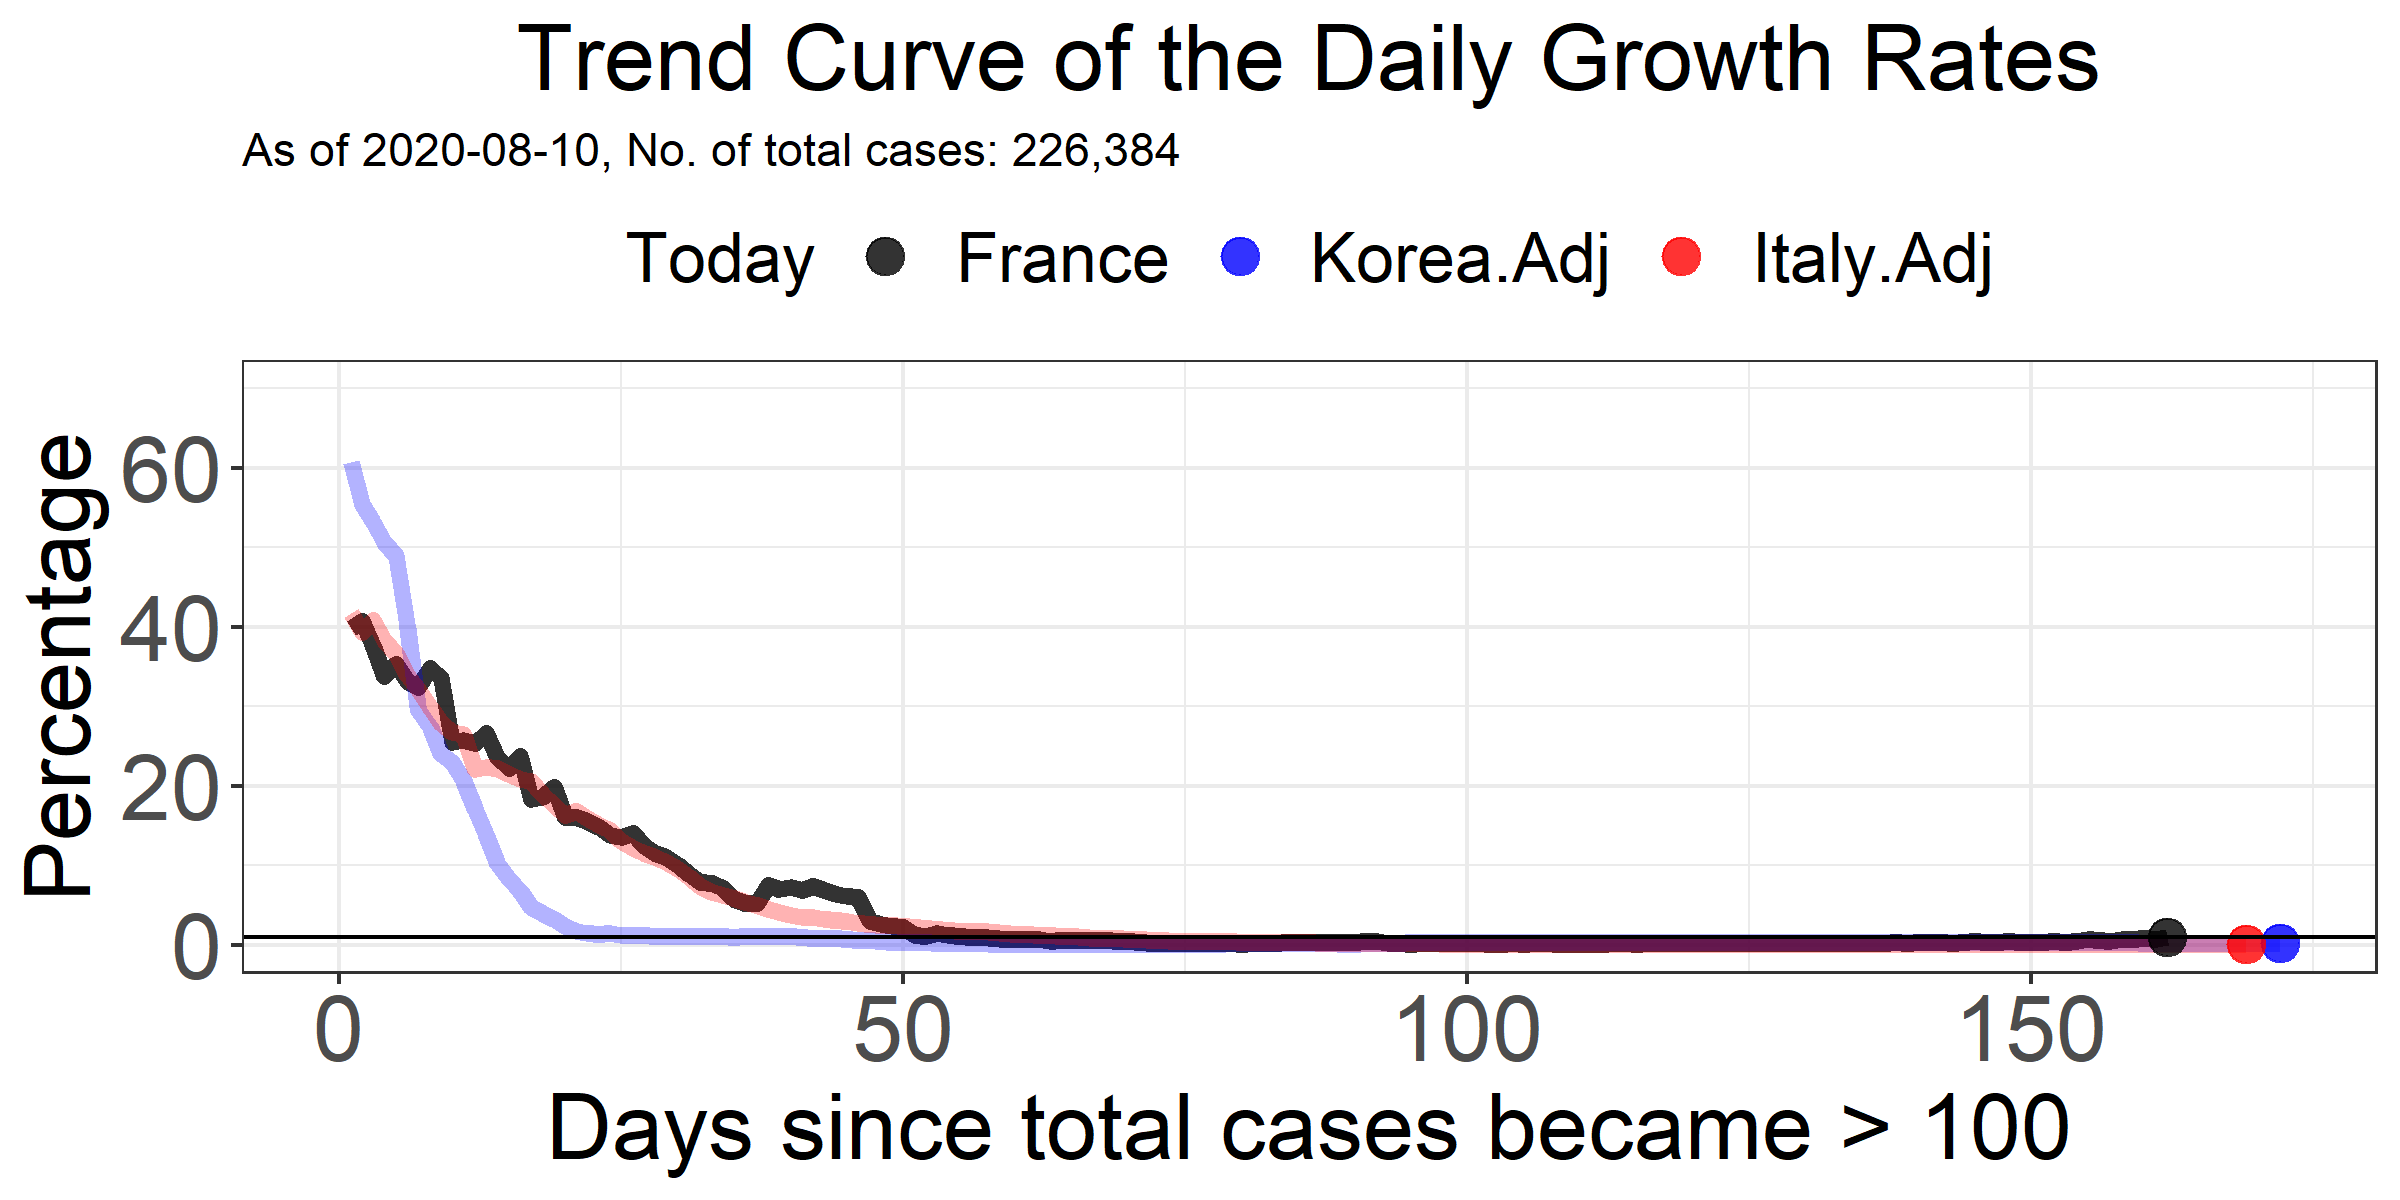 Trend Curve of the Daily Growth Rates
As of 2020-08-10, No. of total cases: 226,384
Today France Korea.Adj Italy.Adj
Percentage
60
40
20
0
0 50 100 150
Days since total cases became > 100